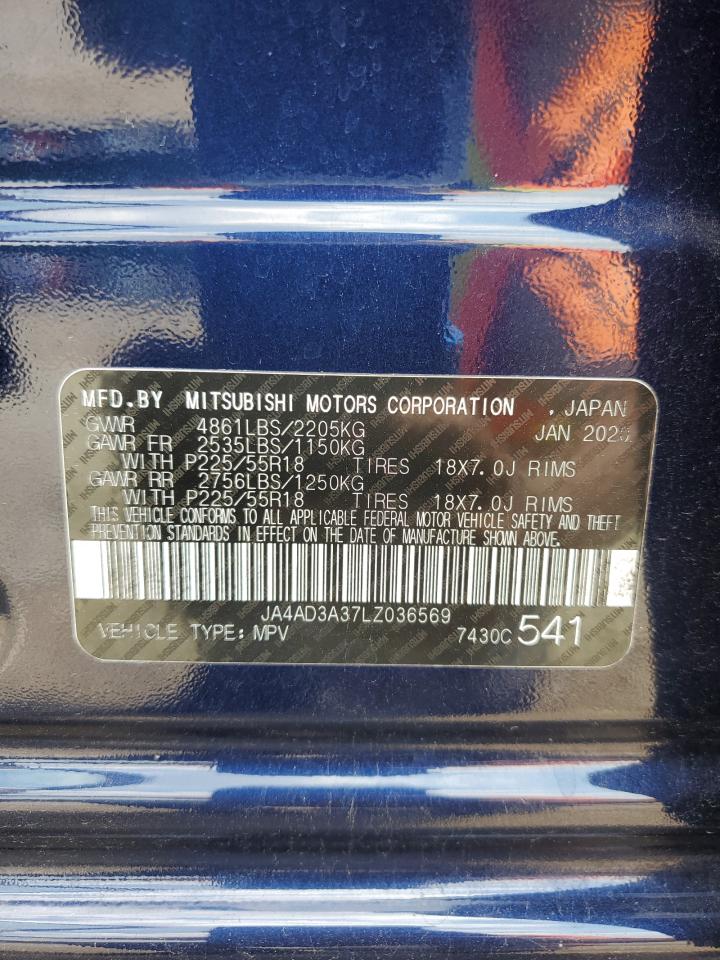 MFD.BY MITSUBISHI MOTORS CORPORATION , JAPAN
GVWR 4861LBS/2205KG JAN 2020
GAWR FR 2535LBS/1150KG
WITH P225/55R18 TIRES 18X7.0J RIMS
GAWR RR 2756LBS/1250KG
WITH P225/55R18 TIRES 18X7.0J RIMS
THIS VEHICLE CONFORMS TO ALL APPLICABLE FEDERAL MOTOR VEHICLE SAFETY AND THEFT
PREVENTION STANDARDS IN EFFECT ON THE DATE OF MANUFACTURE SHOWN ABOVE.
JA4AD3A37LZ036569
VEHICLE TYPE: MPV 7430C 541